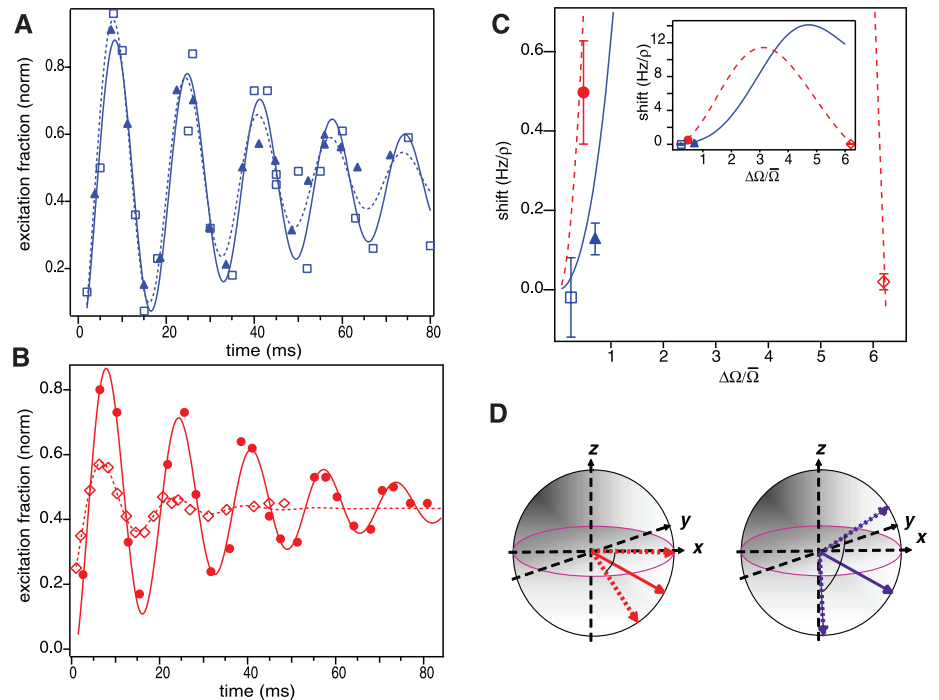 A
excitation fraction (norm)
0.8
0.6
0.4
0.2
0 20 40 60 80
time (ms)
B
excitation fraction (norm)
0.8
0.6
0.4
0.2
0.0
0 20 40 60 80
time (ms)
C
shift (Hz/ρ)
0.6
0.4
0.2
0.0
1 2 3 4 5 6
ΔΩ/Ω̅
shift (Hz/ρ)
12
8
4
0
1 2 3 4 5 6
ΔΩ/Ω̅
D
z
y
x
z
y
x